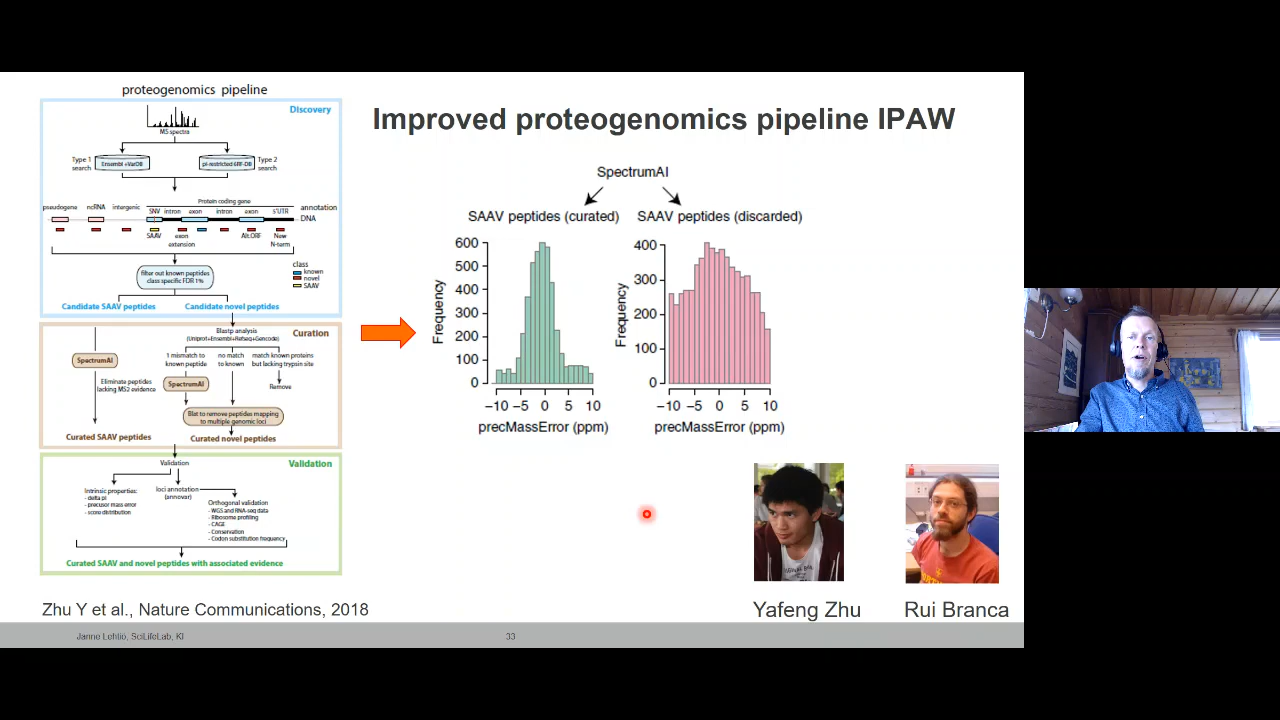 proteogenomics pipeline
Discovery
MS spectra
Type 1
search
Ensembl +VarDB
pI-restricted 6RF-DB
Type 2
search
Protein coding gene
pseudogene ncRNA intergenic SNV intron exon intron exon 5'UTR annotation
DNA
SAAV exon
extension
Alt.ORF New
N-term
class
known
novel
SAAV
filter out known peptides
class specific FDR 1%
Candidate SAAV peptides
Candidate novel peptides
Curation
Blastp analysis
(Uniprot+Ensembl+Refseq+Gencode)
SpectrumAI
1 mismatch to
known peptide
no match
to known
match known proteins
but lacking trypsin site
Eliminate peptides
lacking MS2 evidence
SpectrumAI
Remove
Blat to remove peptides mapping
to multiple genomic loci
Curated SAAV peptides
Curated novel peptides
Validation
Validation
Intrinsic properties:
- delta pI
- precusor mass error
- score distribution
loci annotation
(annovar)
Orthogonal validation
- WGS and RNA-seq data
- Ribosome profiling
- CAGE
- Conservation
- Codon substitution frequency
Curated SAAV and novel peptides with associated evidence
Improved proteogenomics pipeline IPAW
SpectrumAI
SAAV peptides (curated)
SAAV peptides (discarded)
Frequency
600
500
400
300
200
100
0
−10 −5 0 5 10
precMassError (ppm)
Frequency
400
300
200
100
0
−10 −5 0 5 10
precMassError (ppm)
Zhu Y et al., Nature Communications, 2018
Yafeng Zhu
Rui Branca
Janne Lehtiö, SciLifeLab, KI
33